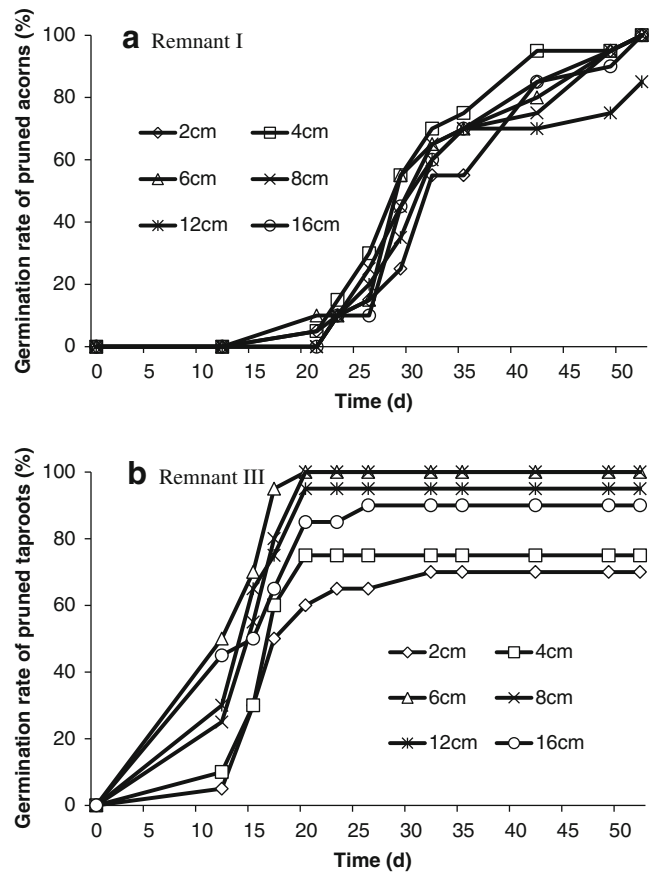 a Remnant I
Germination rate of pruned acorns (%)
100
80
60
40
20
0
2cm 4cm
6cm 8cm
12cm 16cm
0 5 10 15 20 25 30 35 40 45 50
Time (d)
b Remnant III
Germination rate of pruned taproots (%)
100
80
60
40
20
0
2cm 4cm
6cm 8cm
12cm 16cm
0 5 10 15 20 25 30 35 40 45 50
Time (d)